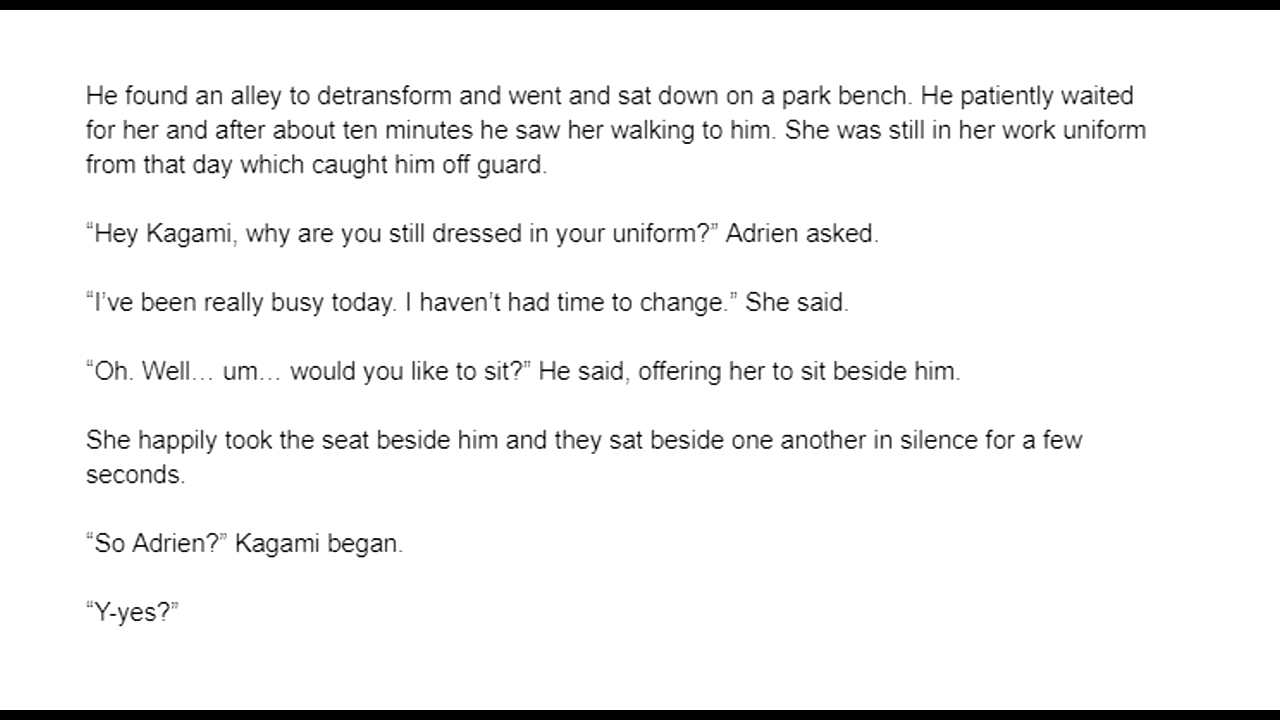 He found an alley to detransform and went and sat down on a park bench. He patiently waited
for her and after about ten minutes he saw her walking to him. She was still in her work uniform
from that day which caught him off guard.
“Hey Kagami, why are you still dressed in your uniform?” Adrien asked.
“I’ve been really busy today. I haven’t had time to change.” She said.
“Oh. Well… um… would you like to sit?” He said, offering her to sit beside him.
She happily took the seat beside him and they sat beside one another in silence for a few
seconds.
“So Adrien?” Kagami began.
“Y-yes?”